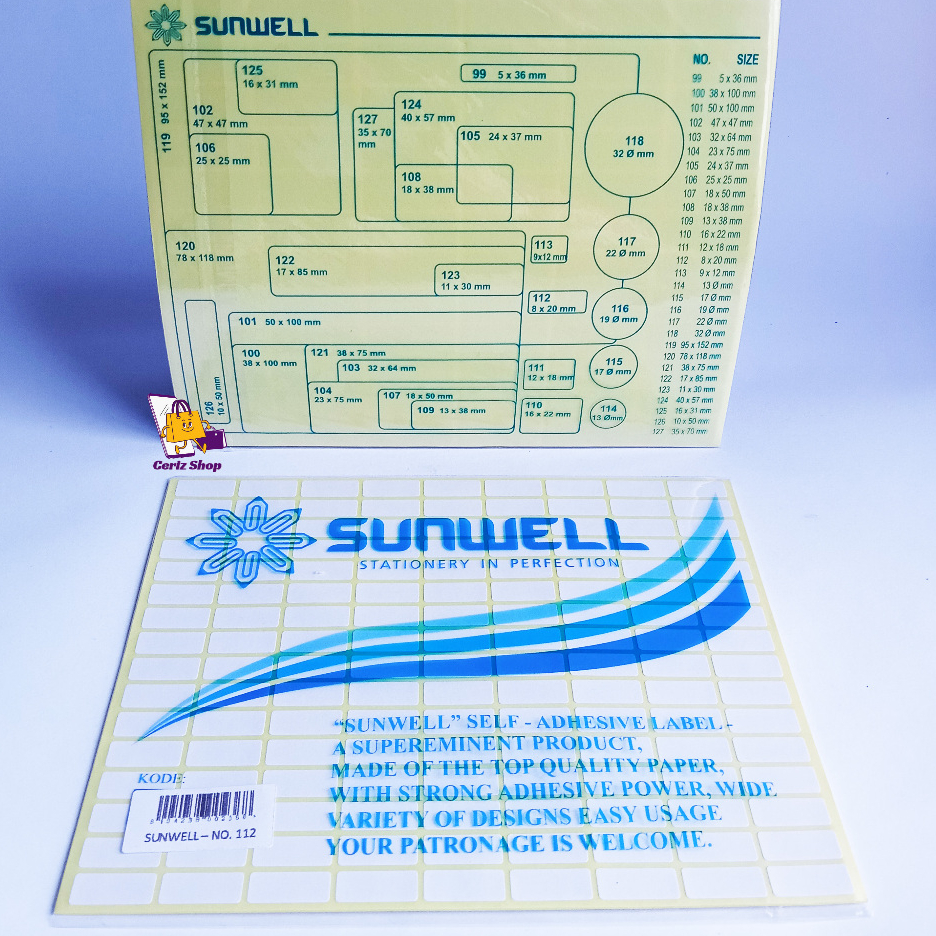 SUNWELL
119 95 x 152 mm
125
16 x 31 mm
102
47 x 47 mm
106
25 x 25 mm
99 5 x 36 mm
127
35 x 70
mm
124
40 x 57 mm
105 24 x 37 mm
108
18 x 38 mm
118
32 Ø mm
120
78 x 118 mm
122
17 x 85 mm
123
11 x 30 mm
113
9x12 mm
117
22 Ø mm
112
8 x 20 mm
116
19 Ø mm
126
10 x 50 mm
101 50 x 100 mm
100
38 x 100 mm
121 38 x 75 mm
103 32 x 64 mm
104
23 x 75 mm
107 18 x 50 mm
109 13 x 38 mm
111
12 x 18 mm
115
17 Ø mm
110
16 x 22 mm
114
13 Ømm
NO. SIZE
99 5 x 36 mm
100 38 x 100 mm
101 50 x 100 mm
102 47 x 47 mm
103 32 x 64 mm
104 23 x 75 mm
105 24 x 37 mm
106 25 x 25 mm
107 18 x 50 mm
108 18 x 38 mm
109 13 x 38 mm
110 16 x 22 mm
111 12 x 18 mm
112 8 x 20 mm
113 9 x 12 mm
114 13 Ø mm
115 17 Ø mm
116 19 Ø mm
117 22 Ø mm
118 32 Ø mm
119 95 x 152 mm
120 78 x 118 mm
121 38 x 75 mm
122 17 x 85 mm
123 11 x 30 mm
124 40 x 57 mm
125 16 x 31 mm
126 10 x 50 mm
127 35 x 70 mm
Cerlz Shop
SUNWELL
STATIONERY IN PERFECTION
“SUNWELL” SELF - ADHESIVE LABEL -
A SUPEREMINENT PRODUCT,
MADE OF THE TOP QUALITY PAPER,
WITH STRONG ADHESIVE POWER, WIDE
VARIETY OF DESIGNS EASY USAGE
YOUR PATRONAGE IS WELCOME.
KODE:
SUNWELL – NO. 112